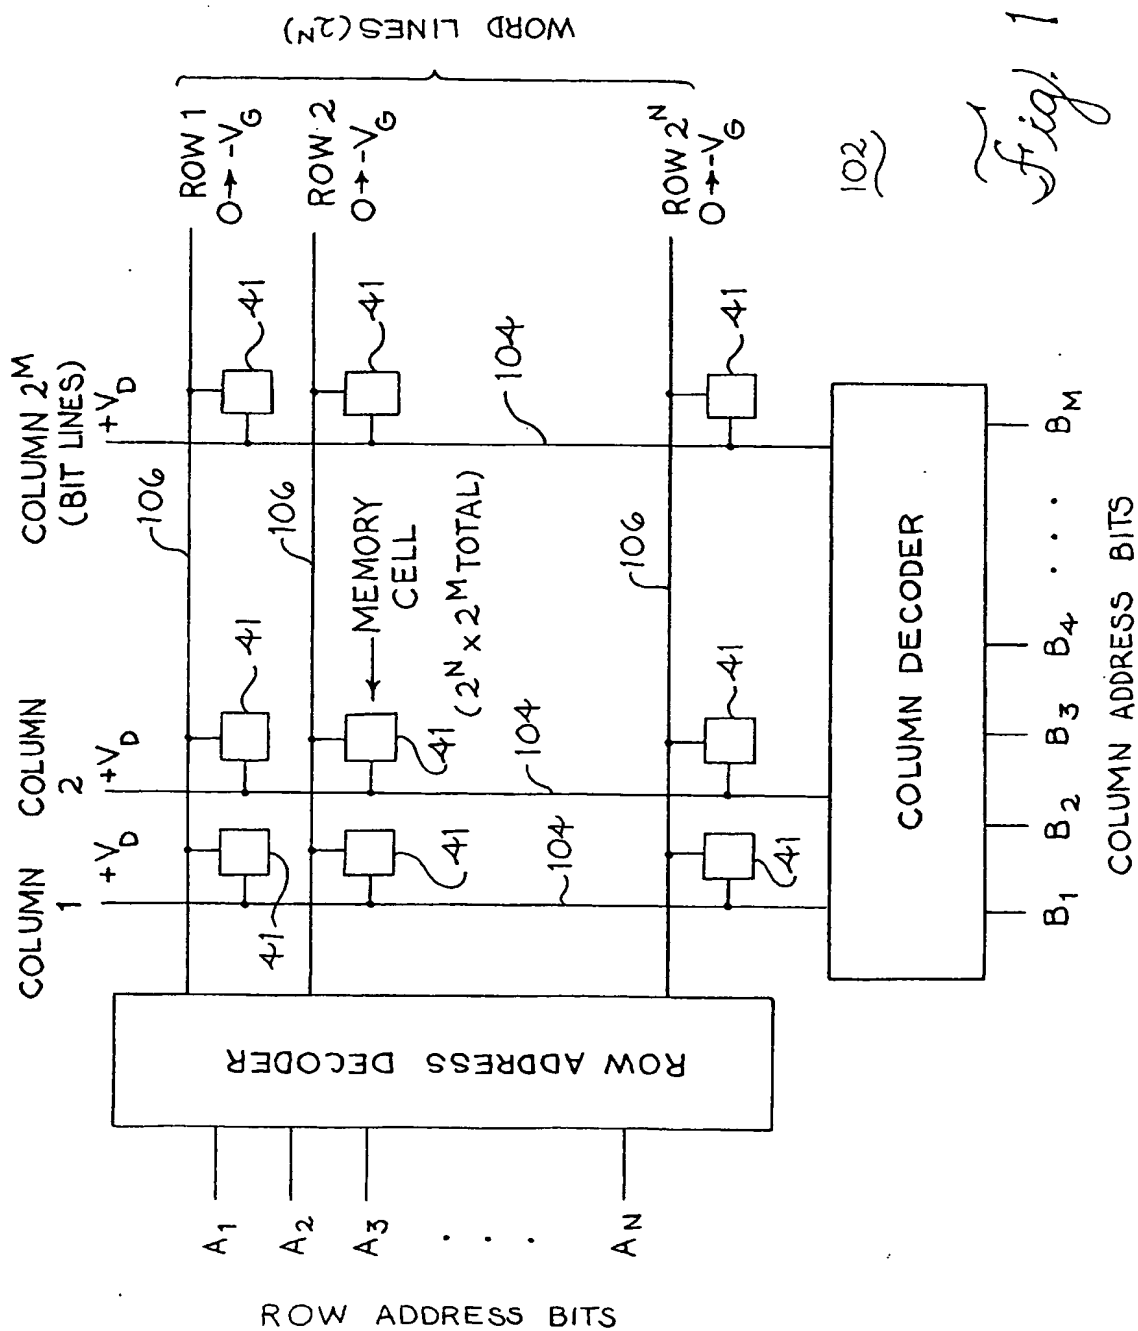 COLUMN 1
+V_D
COLUMN 2
+V_D
COLUMN 2^M
(BIT LINES)
+V_D
ROW 1
0→-V_G
ROW 2
0→-V_G
ROW 2^N
0→-V_G
WORD LINES (2^N)
106
106
106
41
41
41
41
41
41
41
41
41
MEMORY
CELL
(2^N x 2^M TOTAL)
104
104
104
ROW ADDRESS DECODER
A_1
A_2
A_3
. . .
A_N
ROW ADDRESS BITS
COLUMN DECODER
B_1
B_2
B_3
B_4
. . .
B_M
COLUMN ADDRESS BITS
102
Fig. 1